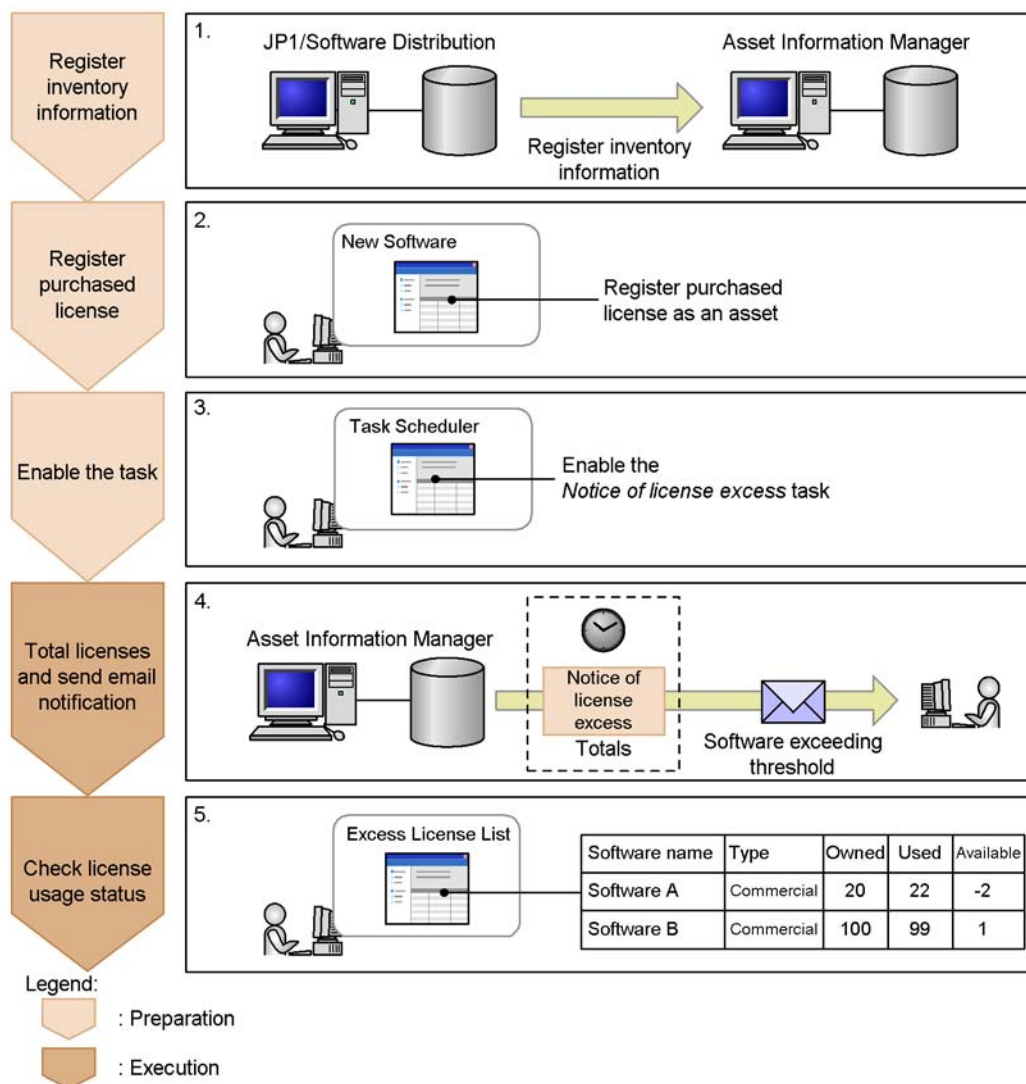 Register
inventory
information
1.
JP1/Software Distribution
Asset Information Manager
Register inventory
information
Register
purchased
license
2.
New Software
Register purchased
license as an asset
Enable the task
3.
Task Scheduler
Enable the
Notice of license excess task
Total licenses
and send email
notification
4.
Asset Information Manager
Notice of
license
excess
Totals
Software exceeding
threshold
Check license
usage status
5.
Excess License List
Software name Type Owned Used Available
Software A Commercial 20 22 -2
Software B Commercial 100 99 1
Legend:
: Preparation
: Execution